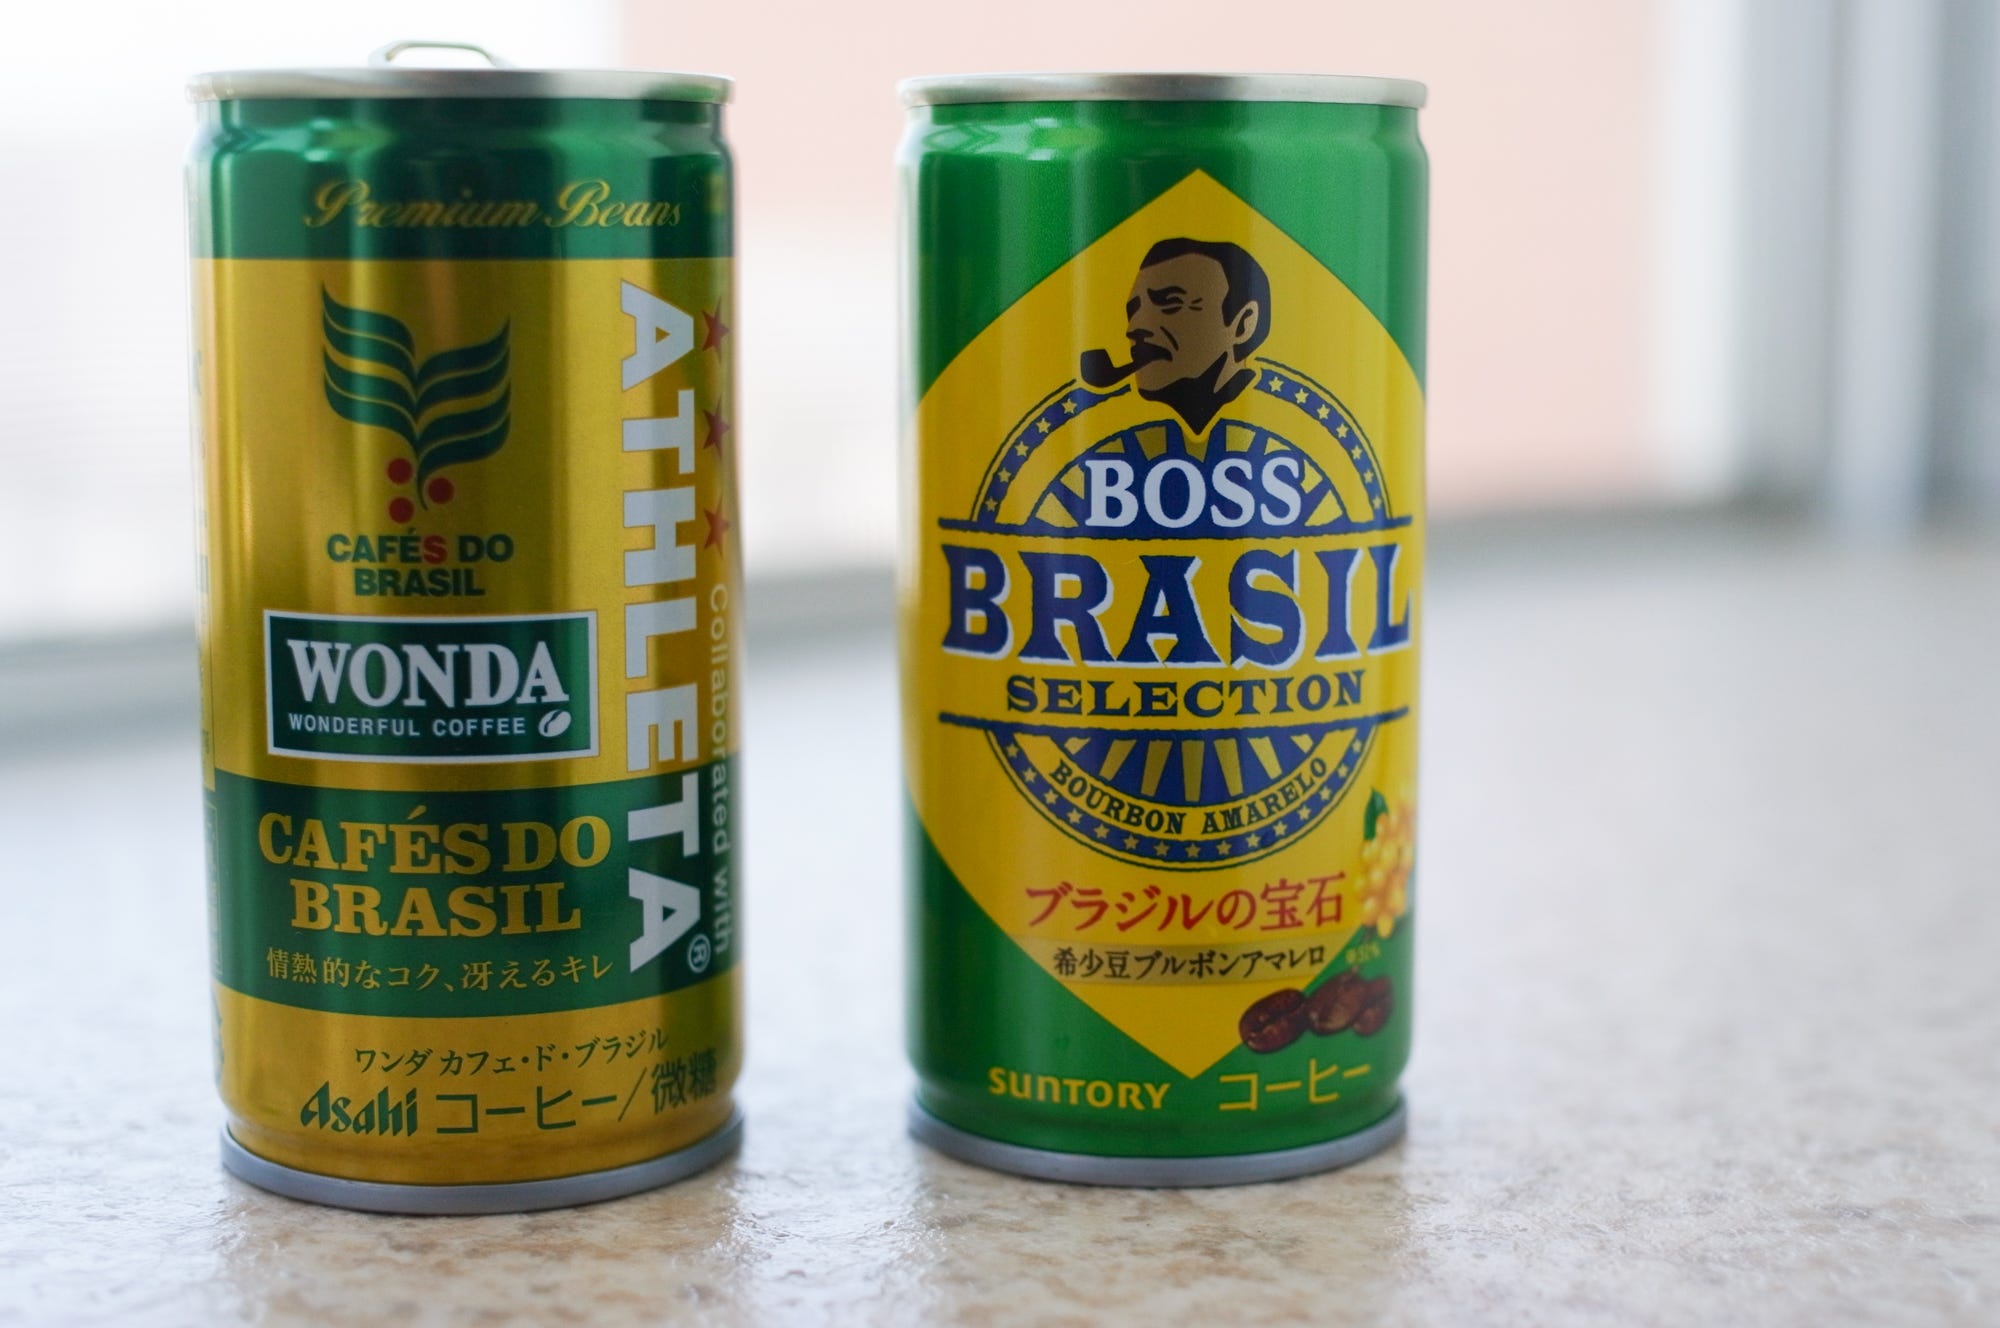 Premium Beans
CAFÉS DO
BRASIL
WONDA
WONDERFUL COFFEE
CAFÉS DO
BRASIL
情熱的なコク、冴えるキレ
ワンダ カフェ・ド・ブラジル
Asahi コーヒー/微糖
Collaborated with
ATHLETA®
BOSS
BRASIL
SELECTION
BOURBON AMARELO
ブラジルの宝石
希少豆ブルボンアマレロ
※51%
SUNTORY コーヒー